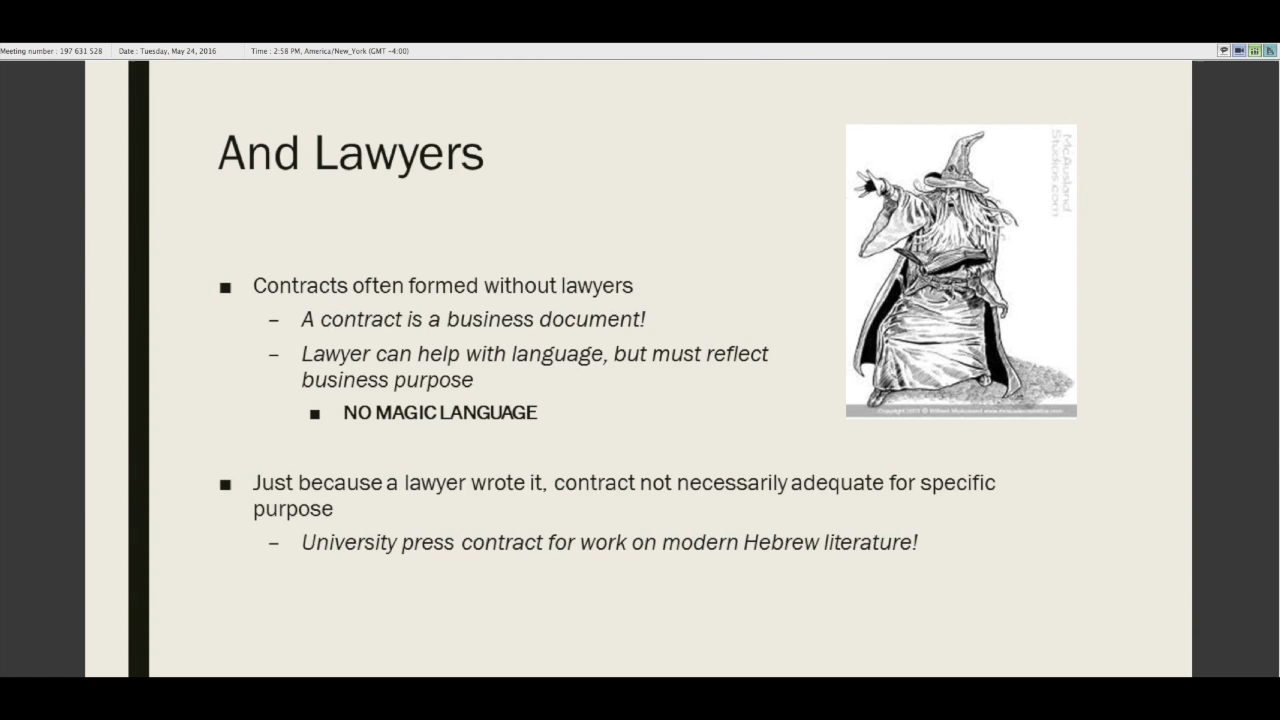 Meeting number : 197 631 528 Date : Tuesday, May 24, 2016 Time : 2:58 PM, America/New_York (GMT -4:00)
And Lawyers
McAusland
Studios.com
■ Contracts often formed without lawyers
– A contract is a business document!
– Lawyer can help with language, but must reflect
business purpose
■ NO MAGIC LANGUAGE
■ Just because a lawyer wrote it, contract not necessarily adequate for specific
purpose
– University press contract for work on modern Hebrew literature!